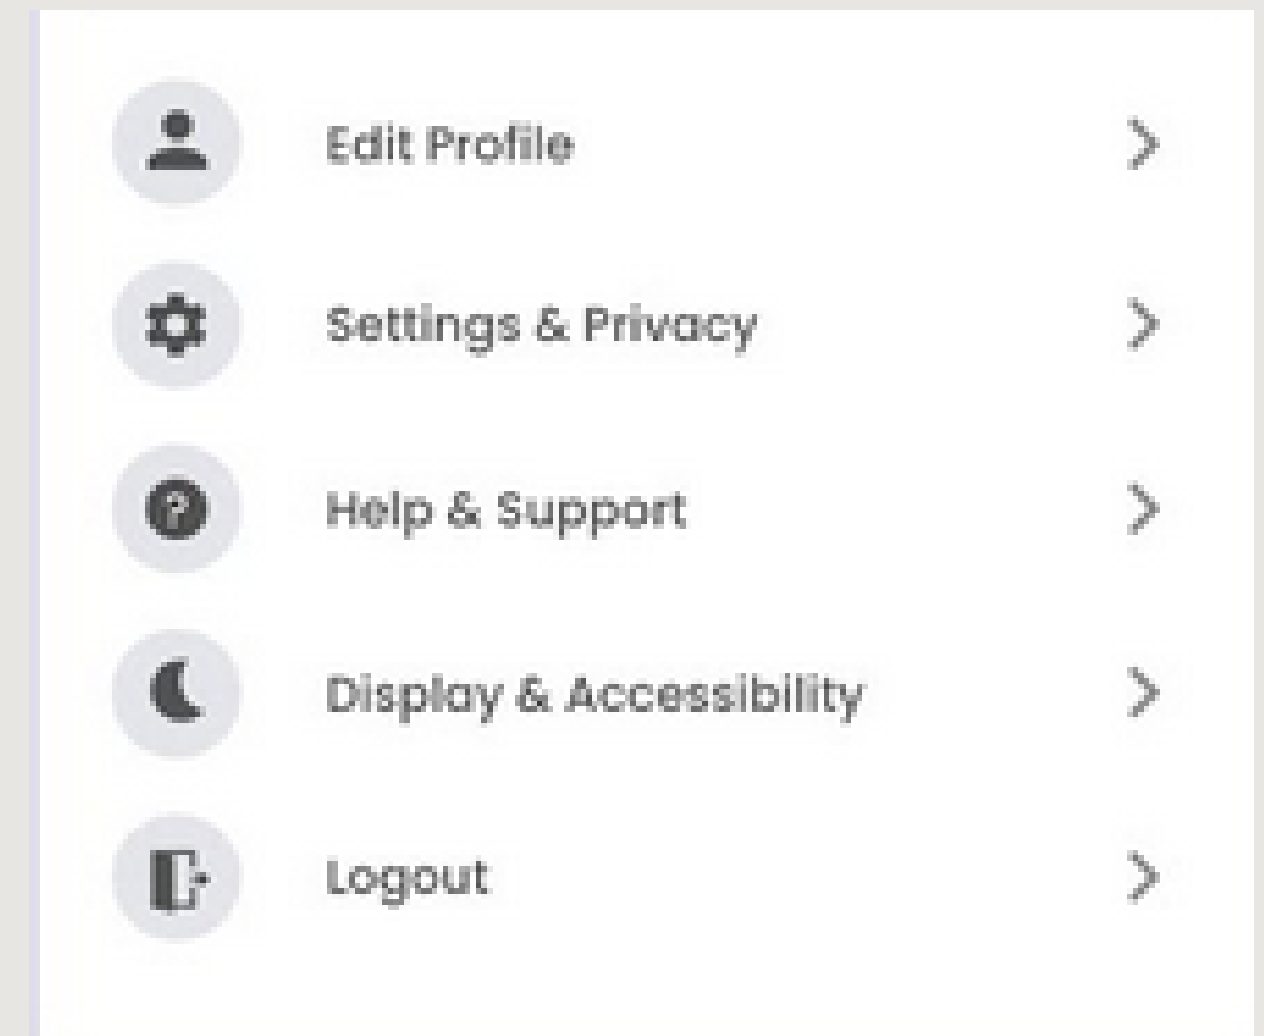 Edit Profile
Settings & Privacy
Help & Support
Display & Accessibility
Logout